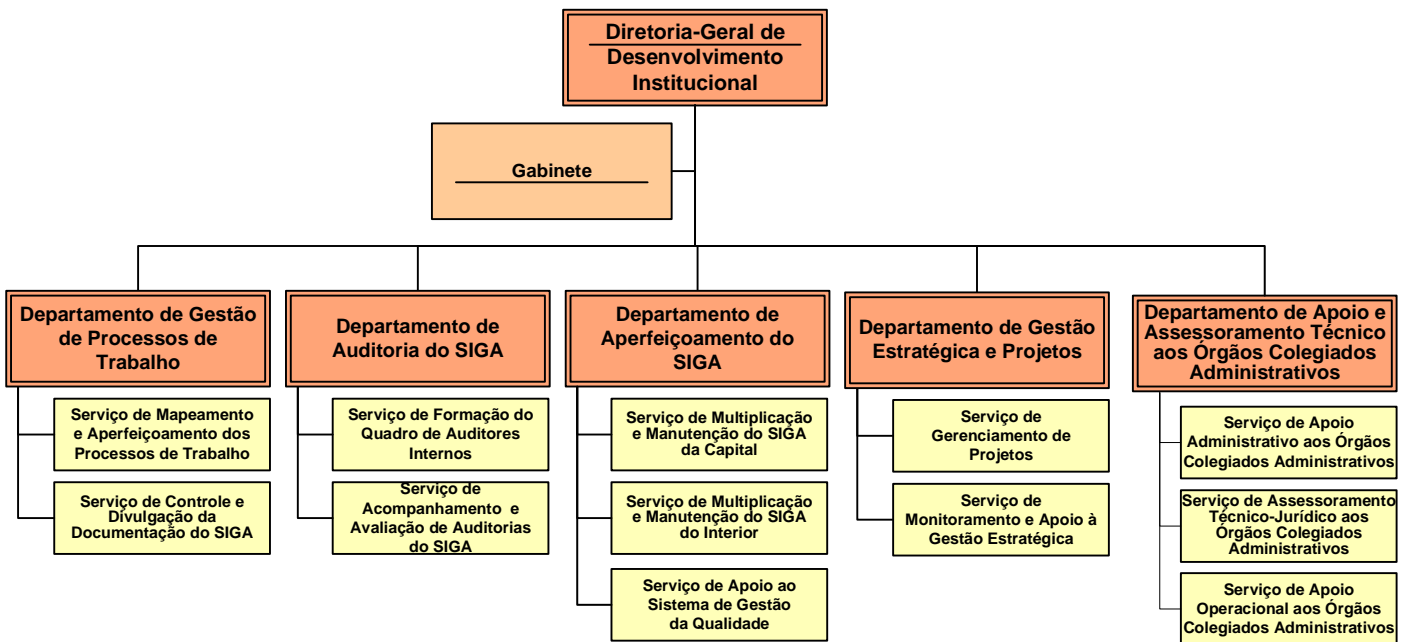 Diretoria-Geral de
Desenvolvimento
Institucional
Gabinete
Departamento de Gestão
de Processos de
Trabalho
Departamento de
Auditoria do SIGA
Departamento de
Aperfeiçoamento do
SIGA
Departamento de Gestão
Estratégica e Projetos
Departamento de Apoio e
Assessoramento Técnico
aos Órgãos Colegiados
Administrativos
Serviço de Mapeamento
e Aperfeiçoamento dos
Processos de Trabalho
Serviço de Controle e
Divulgação da
Documentação do SIGA
Serviço de Formação do
Quadro de Auditores
Internos
Serviço de
Acompanhamento e
Avaliação de Auditorias
do SIGA
Serviço de Multiplicação
e Manutenção do SIGA
da Capital
Serviço de Multiplicação
e Manutenção do SIGA
do Interior
Serviço de Apoio ao
Sistema de Gestão
da Qualidade
Serviço de
Gerenciamento de
Projetos
Serviço de
Monitoramento e Apoio à
Gestão Estratégica
Serviço de Apoio
Administrativo aos Órgãos
Colegiados Administrativos
Serviço de Assessoramento
Técnico-Jurídico aos
Órgãos Colegiados
Administrativos
Serviço de Apoio
Operacional aos Órgãos
Colegiados Administrativos